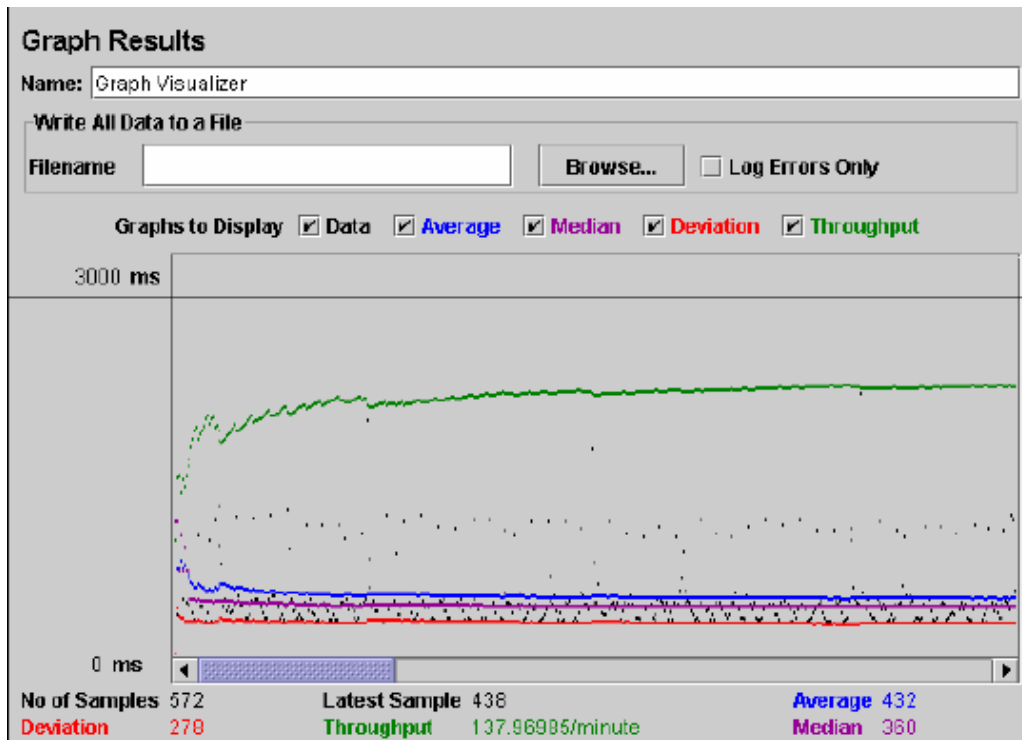 Graph Results
Name: Graph Visualizer
Write All Data to a File
Filename Browse... Log Errors Only
Graphs to Display Data Average Median Deviation Throughput
3000 ms
0 ms
No of Samples 572 Latest Sample 438 Average 432
Deviation 278 Throughput 137.96985/minute Median 360